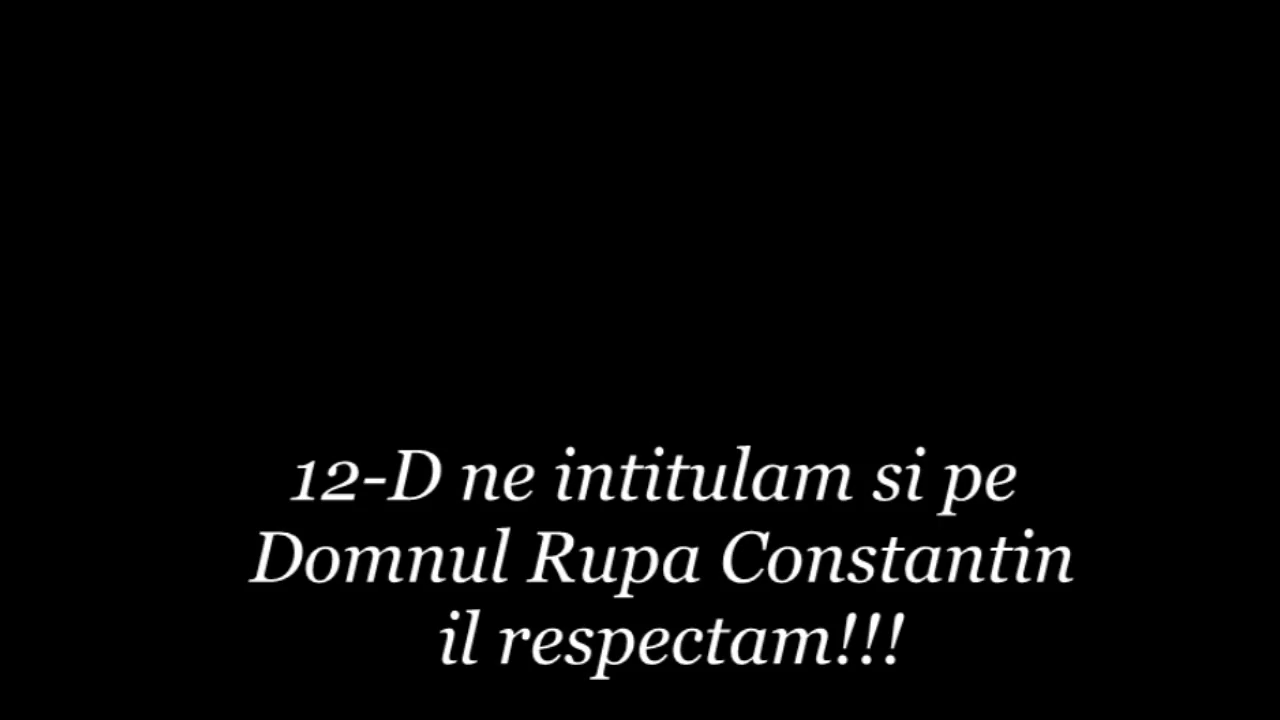 12-D ne intitulam si pe
Domnul Rupa Constantin
il respectam!!!